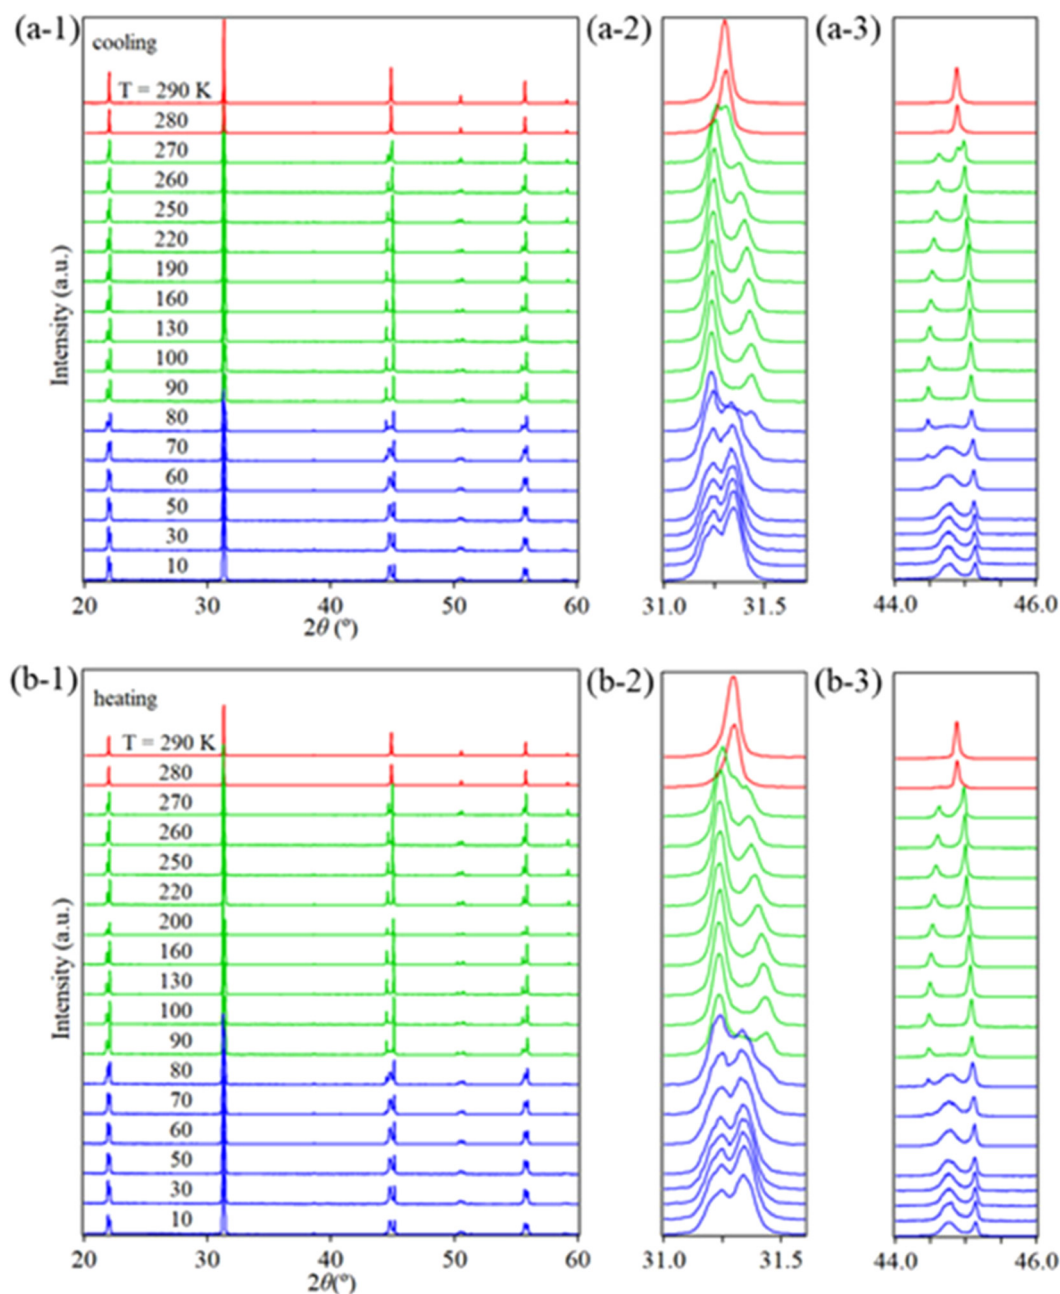 (a-1)
cooling
T = 290 K
280
270
260
250
220
190
160
130
100
90
80
70
60
50
30
10
Intensity (a.u.)
20 30 40 50 60
2θ (º)
(a-2)
31.0 31.5
(a-3)
44.0 46.0
(b-1)
heating
T = 290 K
280
270
260
250
220
200
160
130
100
90
80
70
60
50
30
10
Intensity (a.u.)
20 30 40 50 60
2θ(º)
(b-2)
31.0 31.5
(b-3)
44.0 46.0